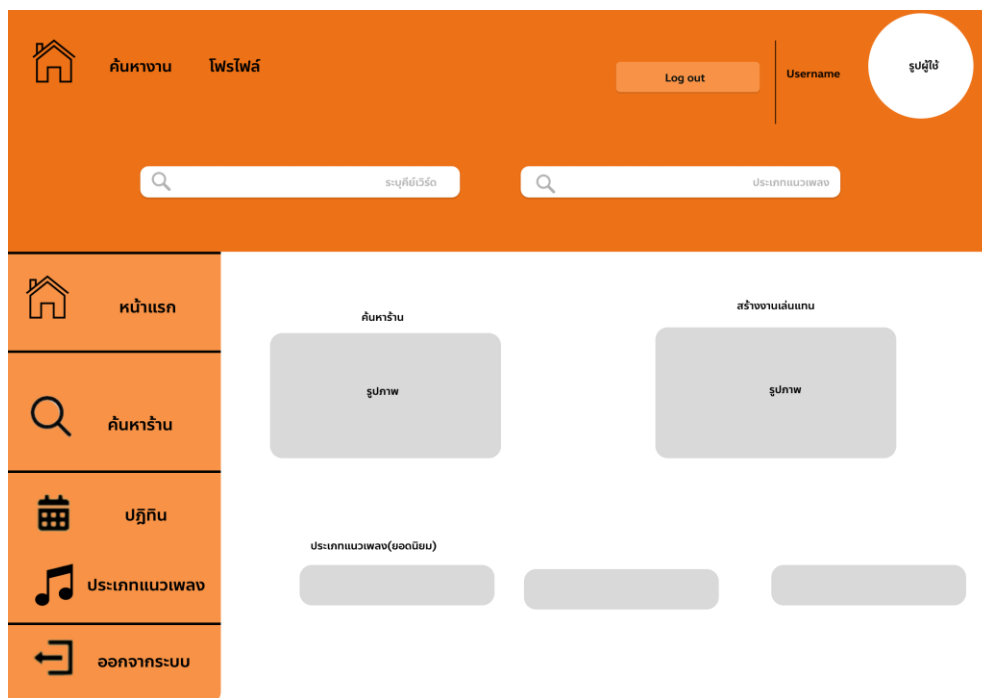 ค้นหางาน
โฟรไฟล์
Log out
Username
รูปผู้ใช้
ระบุคีย์เวิร์ด
ประเภทแนวเพลง
หน้าแรก
ค้นหาร้าน
ปฏิทิน
ประเภทแนวเพลง
ออกจากระบบ
ค้นหาร้าน
รูปภาพ
สร้างงานเล่นแทน
รูปภาพ
ประเภทแนวเพลง(ยอดนิยม)